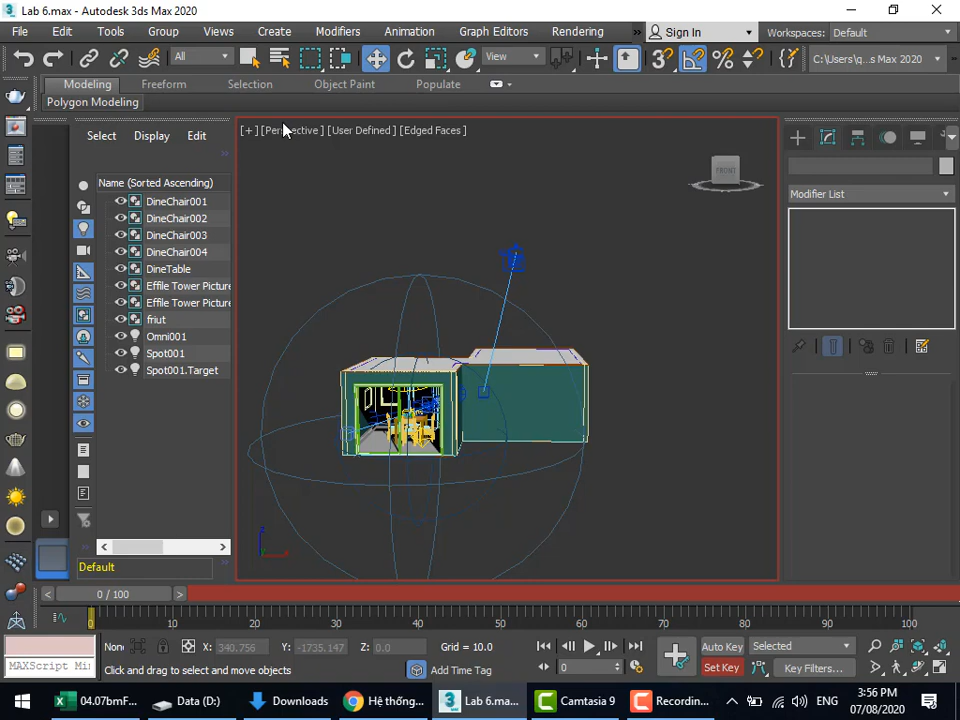 Lab 6.max - Autodesk 3ds Max 2020
File Edit Tools Group Views Create Modifiers Animation Graph Editors Rendering » Sign In Workspaces: Default
All View C:\Users\q...s Max 2020
Modeling Freeform Selection Object Paint Populate
Polygon Modeling
Select Display Edit
[+] [Perspective] [User Defined] [Edged Faces]
FRONT
Name (Sorted Ascending)
Modifier List
DineChair001
DineChair002
DineChair003
DineChair004
DineTable
Effile Tower Picture
Effile Tower Picture
friut
Omni001
Spot001
Spot001.Target
Default
0 / 100
0 10 20 30 40 50 60 70 80 90 100
None X: 340.756 Y: -1735.147 Z: 0.0 Grid = 10.0 Auto Key Selected
MAXScript Mi Click and drag to select and move objects Add Time Tag 0 Set Key Key Filters...
04.07bmF... Data (D:) Downloads Hệ thống... Lab 6.ma... Camtasia 9 Recordin... ENG 3:56 PM
07/08/2020